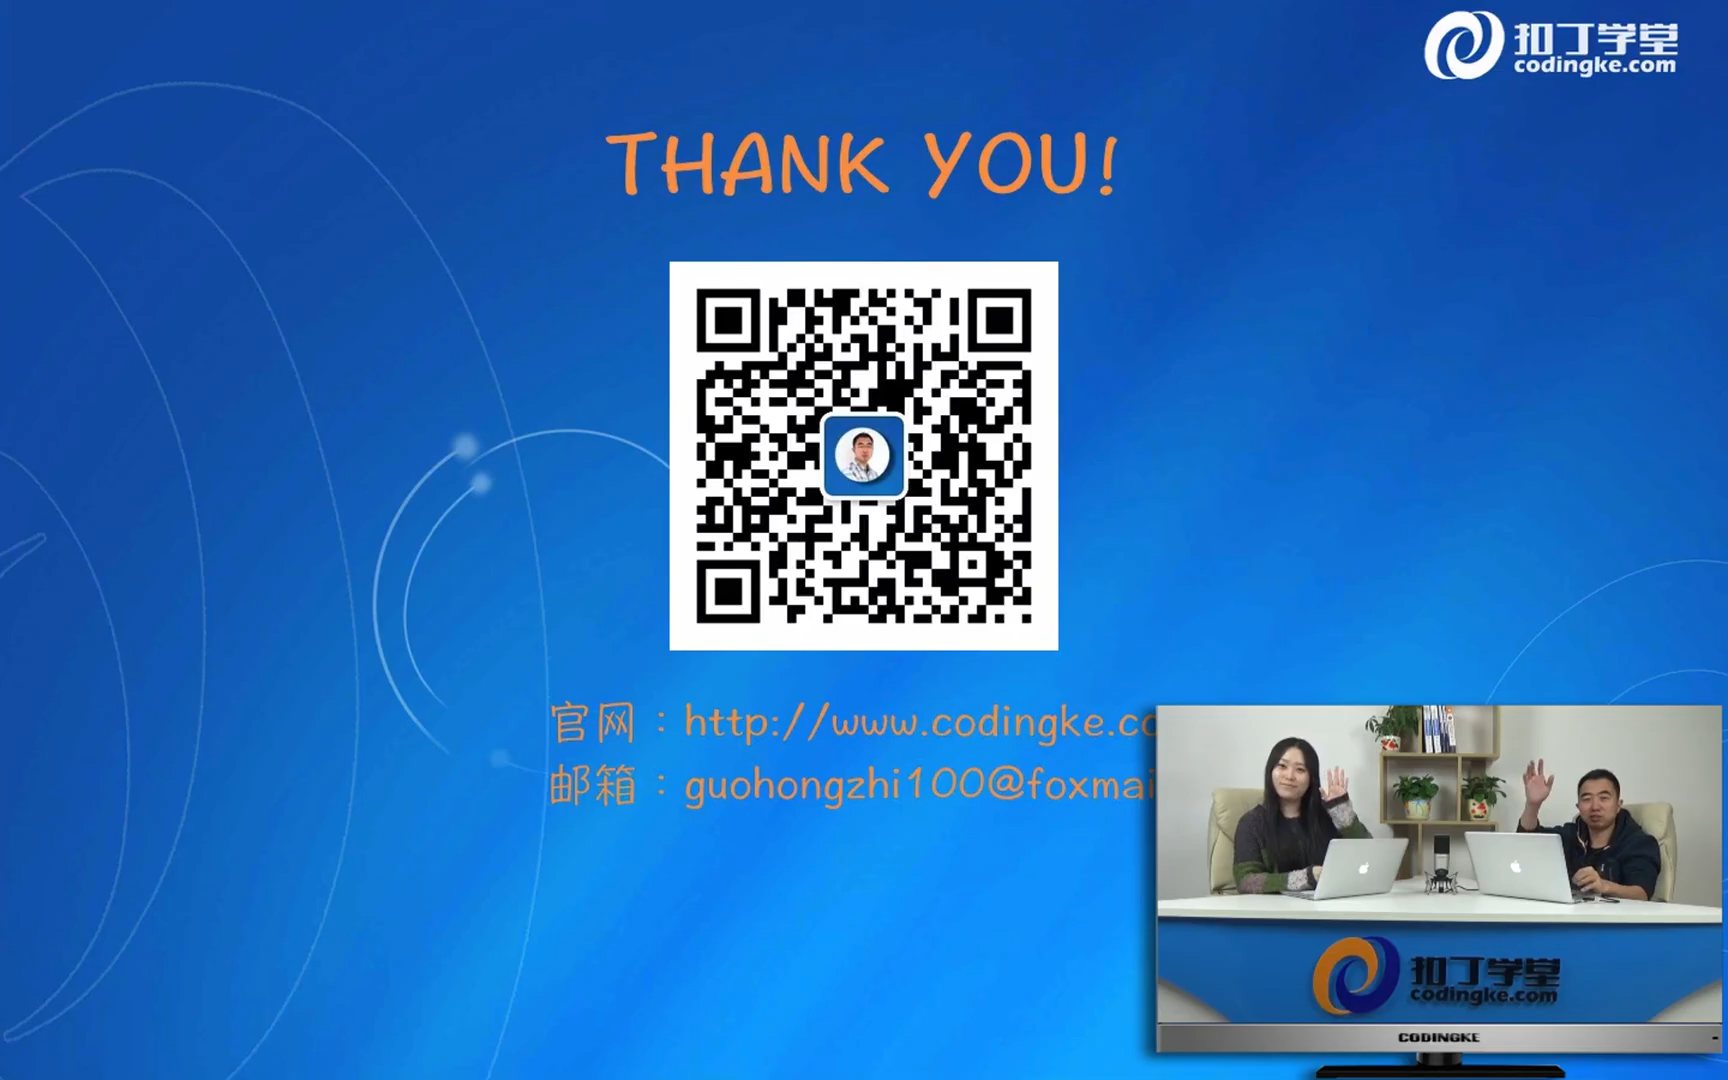 扣丁学堂
codingke.com
THANK YOU!
官网：http://www.codingke.co
邮箱：guohongzhi100@foxmai
扣丁学堂
codingke.com
CODINGKE